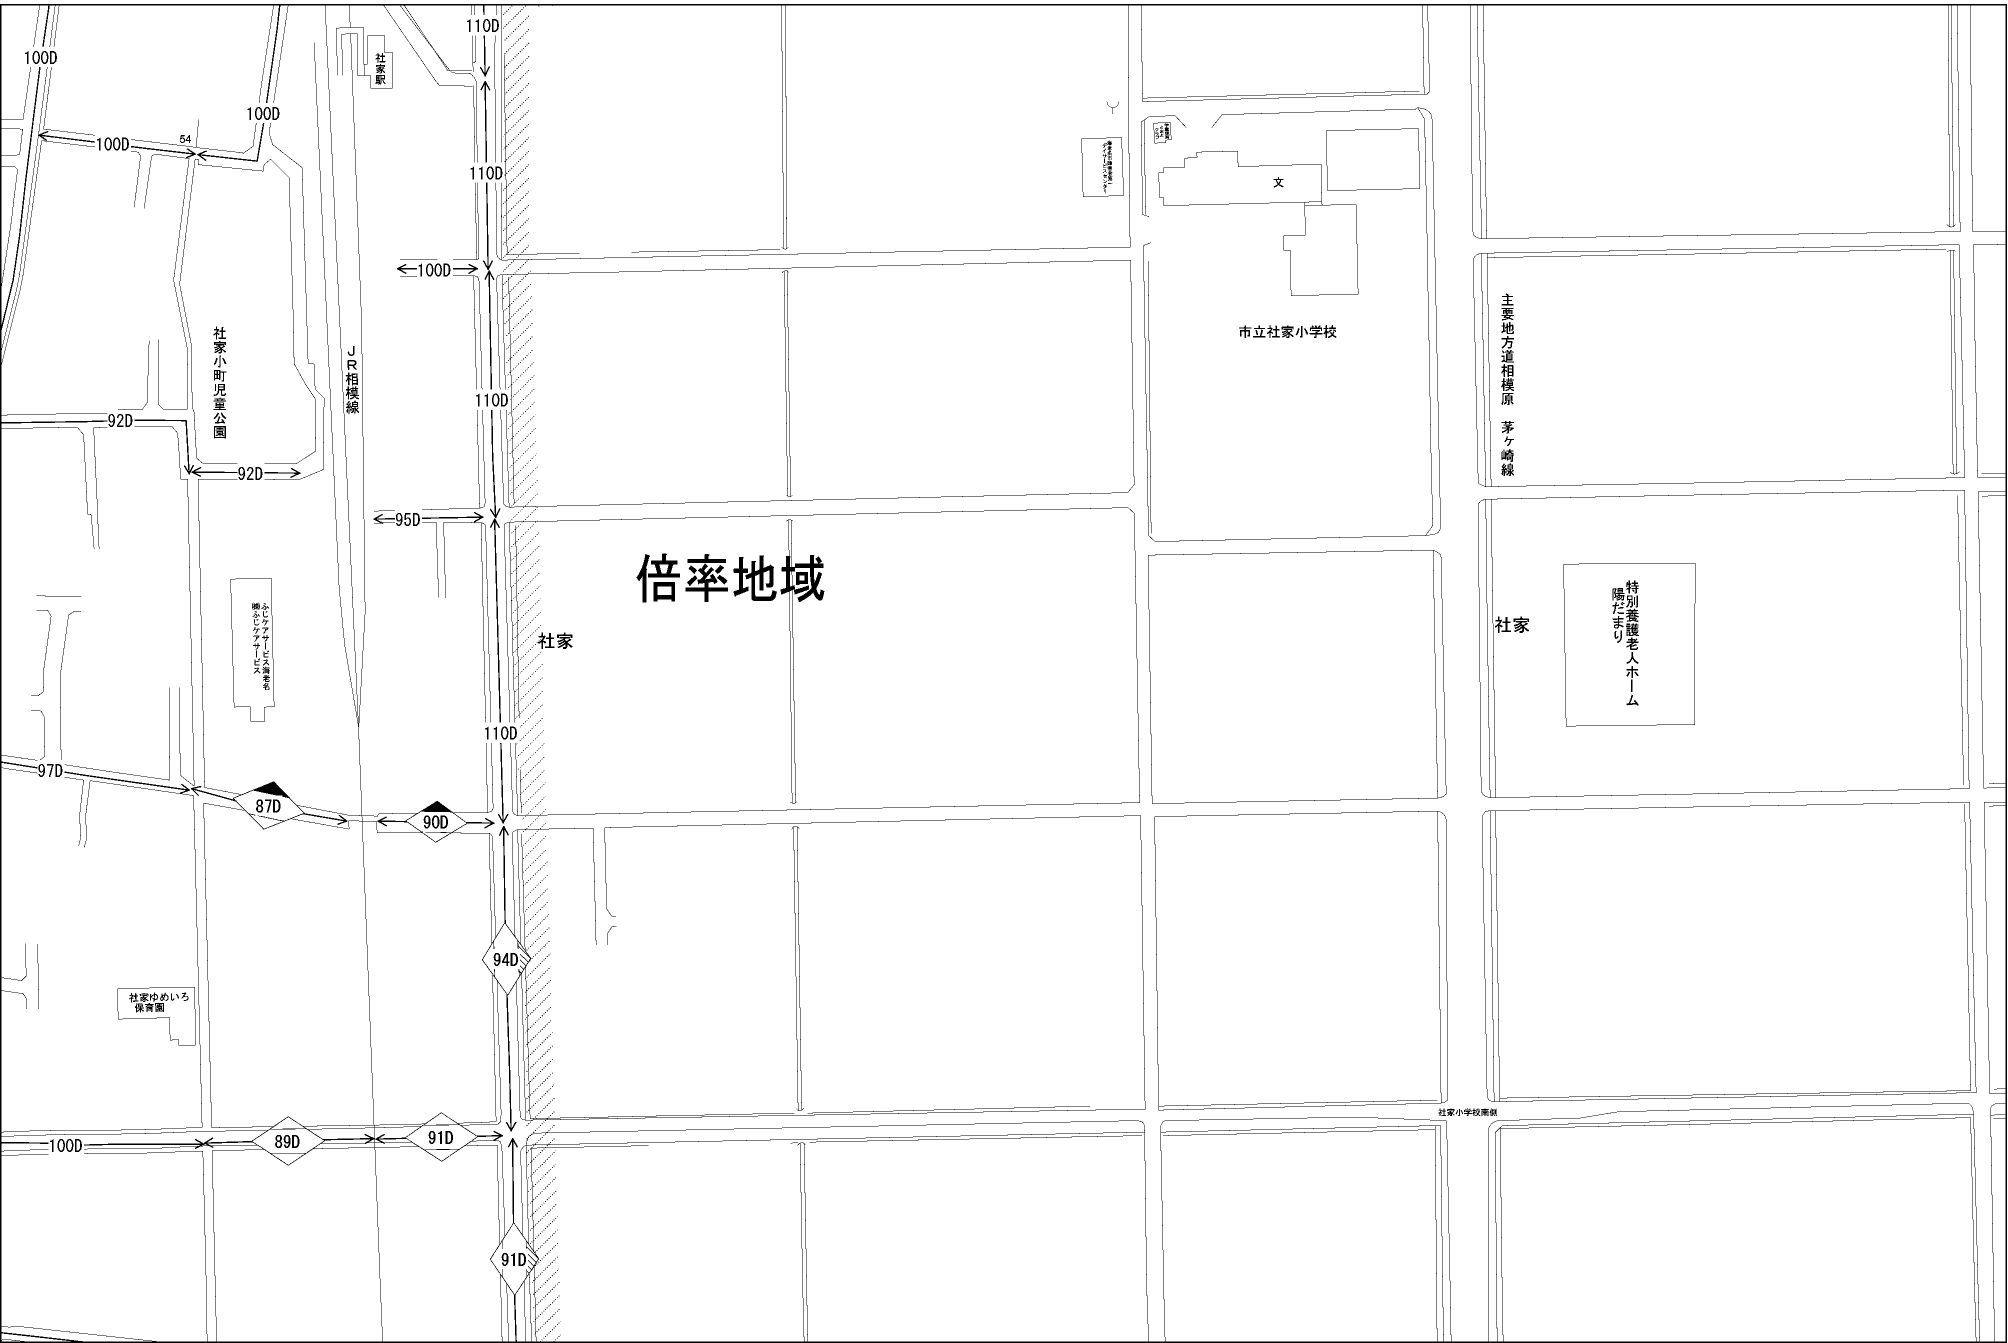 110D
100D
社家駅
100D
54
100D
110D
文
100D
市立社家小学校
主要地方道相模原　茅ヶ崎線
社家小町児童公園
JR相模線
110D
92D
92D
95D
倍率地域
社家
社家
特別養護老人ホーム
陽だまり
ふじケアサービス海老名
㈱ふじケアサービス
110D
97D
87D
90D
94D
社家ゆめいろ
保育園
社家小学校南側
100D
89D
91D
91D